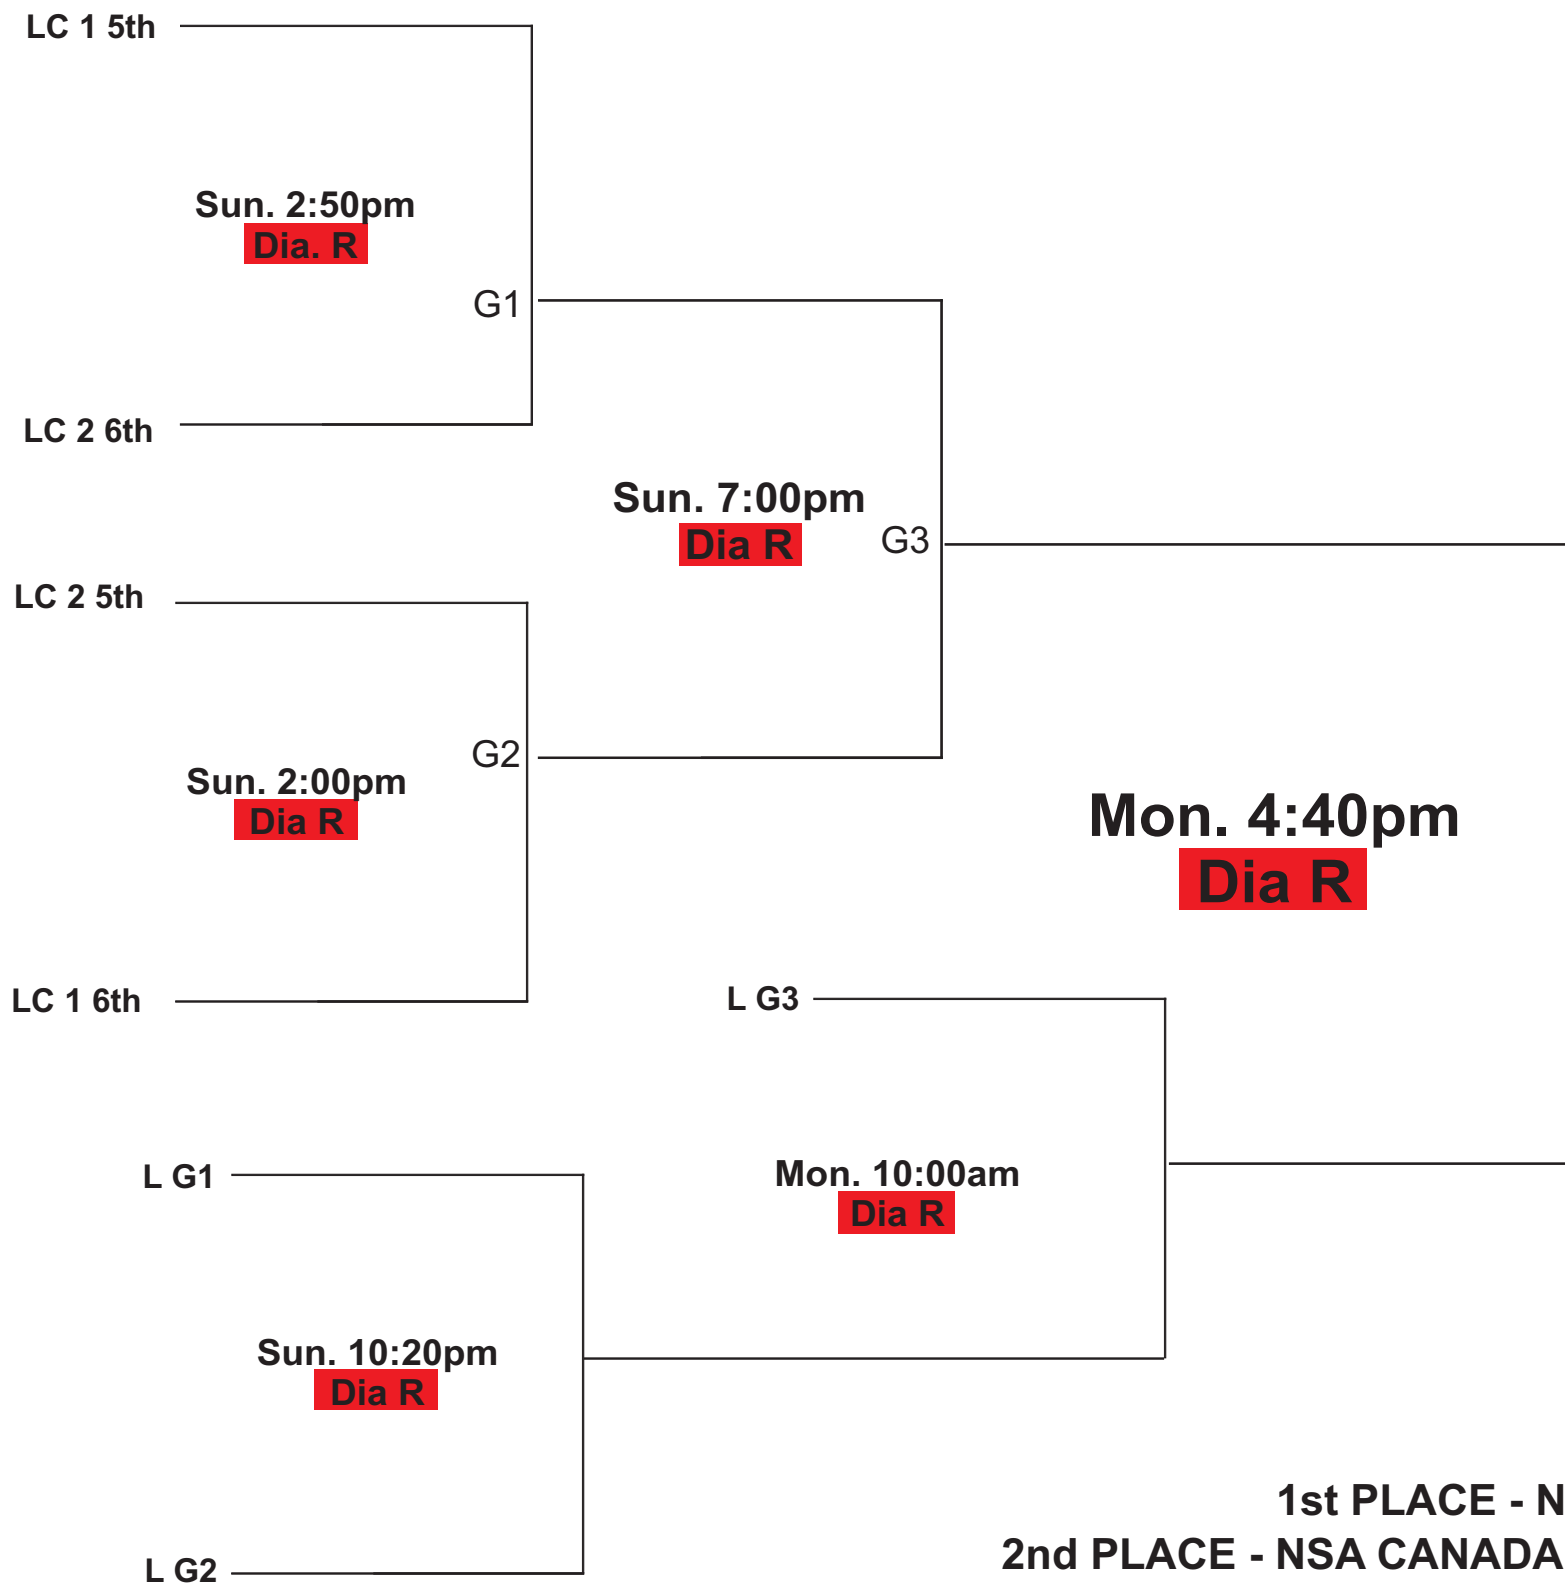 LC 1 5th
Sun. 2:50pm
Dia. R
G1
LC 2 6th
Sun. 7:00pm
Dia R
G3
LC 2 5th
G2
Sun. 2:00pm
Dia R
Mon. 4:40pm
Dia R
LC 1 6th
L G3
L G1
Mon. 10:00am
Dia R
Sun. 10:20pm
Dia R
1st PLACE - N
2nd PLACE - NSA CANADA
L G2